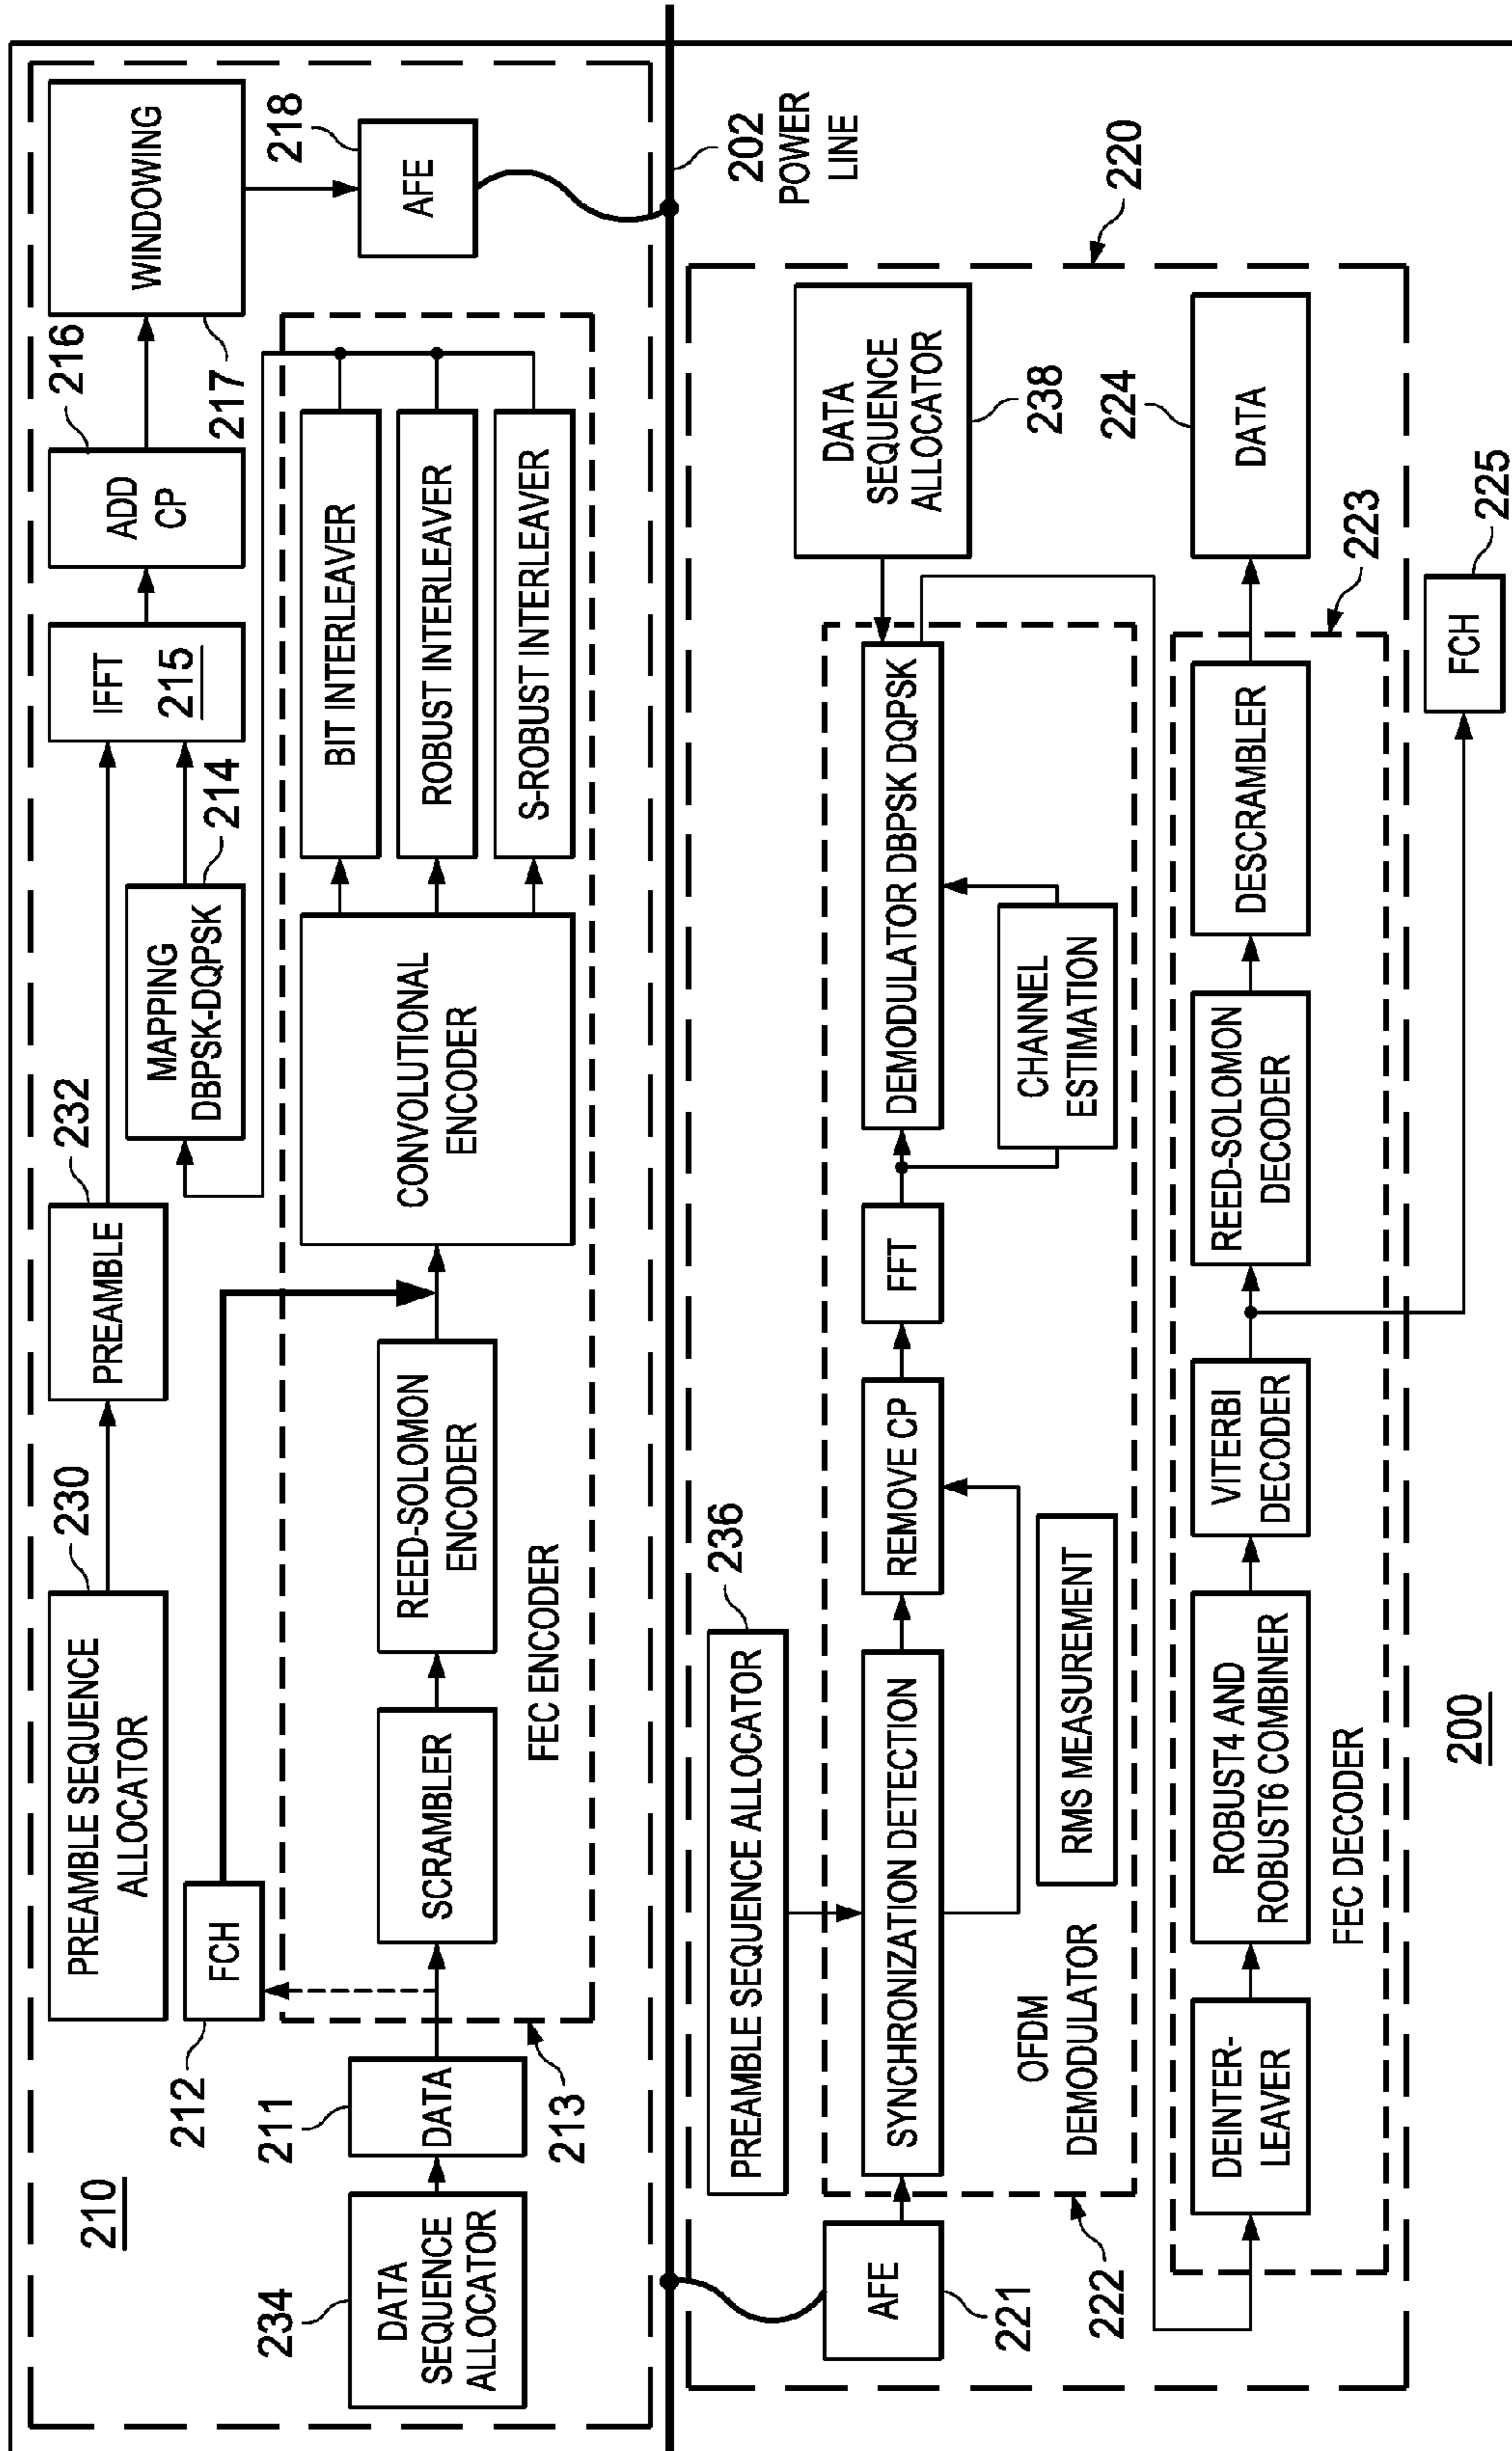 210
PREAMBLE SEQUENCE
ALLOCATOR
230
PREAMBLE
232
IFFT
215
ADD
CP
216
WINDOWING
217
MAPPING
DBPSK-DQPSK
214
AFE
218
FCH
212
234
DATA
SEQUENCE
ALLOCATOR
211
DATA
213
SCRAMBLER
REED-SOLOMON
ENCODER
FEC ENCODER
CONVOLUTIONAL
ENCODER
BIT INTERLEAVER
ROBUST INTERLEAVER
S-ROBUST INTERLEAVER
202
POWER
LINE
220
PREAMBLE SEQUENCE ALLOCATOR
236
DATA
SEQUENCE
ALLOCATOR
238
AFE
221
SYNCHRONIZATION DETECTION
REMOVE CP
FFT
DEMODULATOR DBPSK DQPSK
CHANNEL
ESTIMATION
RMS MEASUREMENT
OFDM
DEMODULATOR
222
DEINTER-
LEAVER
ROBUST4 AND
ROBUST6 COMBINER
VITERBI
DECODER
REED-SOLOMON
DECODER
DESCRAMBLER
DATA
224
FEC DECODER
223
FCH
225
200